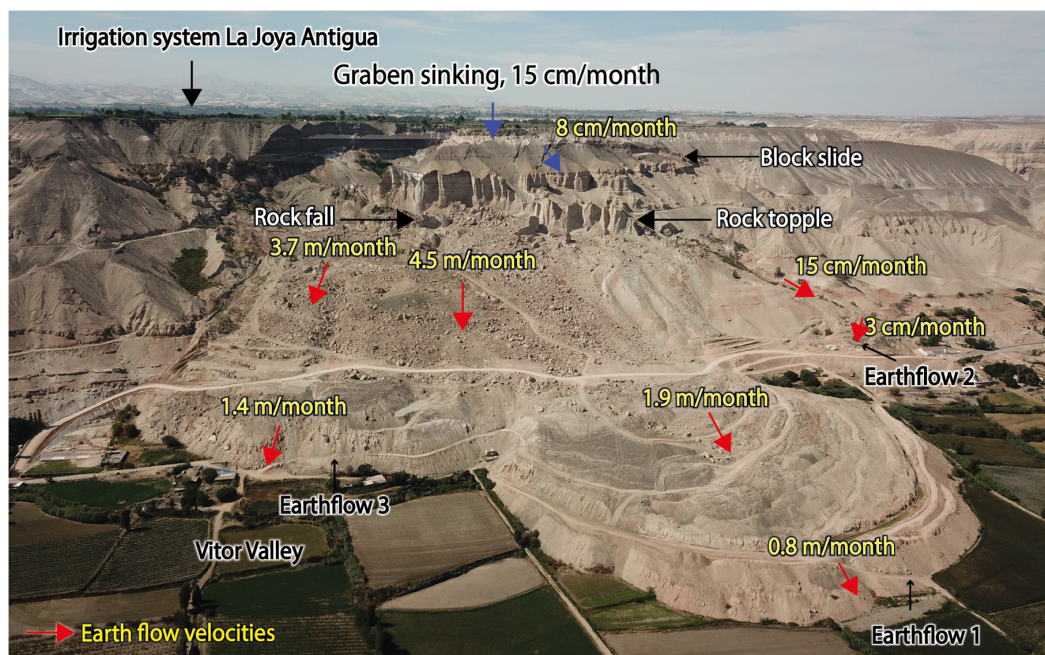 Irrigation system La Joya Antigua
Graben sinking, 15 cm/month
8 cm/month
Block slide
Rock fall
Rock topple
3.7 m/month
4.5 m/month
15 cm/month
3 cm/month
Earthflow 2
1.4 m/month
1.9 m/month
Earthflow 3
Vitor Valley
0.8 m/month
Earth flow velocities
Earthflow 1